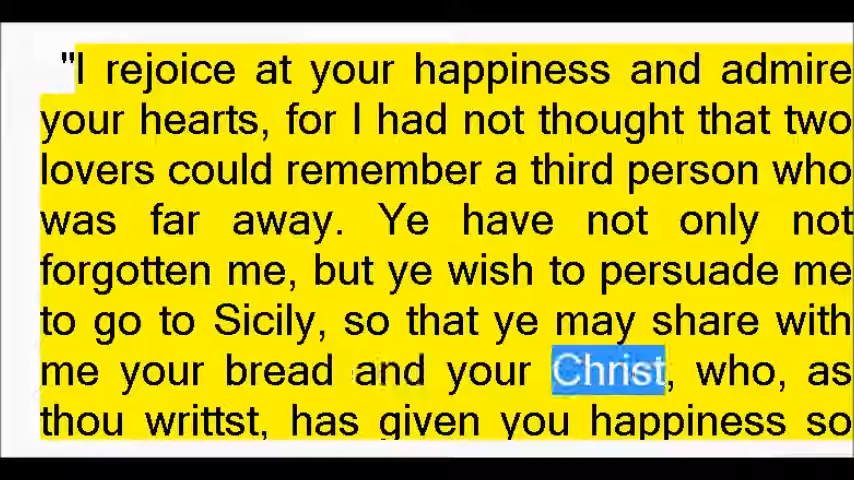 "I rejoice at your happiness and admire
your hearts, for I had not thought that two
lovers could remember a third person who
was far away. Ye have not only not
forgotten me, but ye wish to persuade me
to go to Sicily, so that ye may share with
me your bread and your Christ, who, as
thou writtst, has given you happiness so